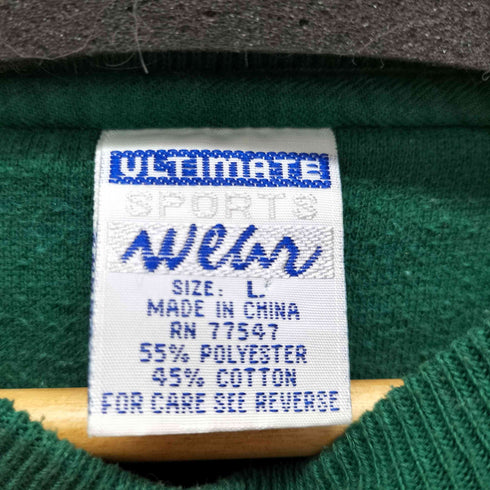 ULTIMATE
SPORTS
wear
SIZE: L
MADE IN CHINA
RN 77547
55% POLYESTER
45% COTTON
FOR CARE SEE REVERSE